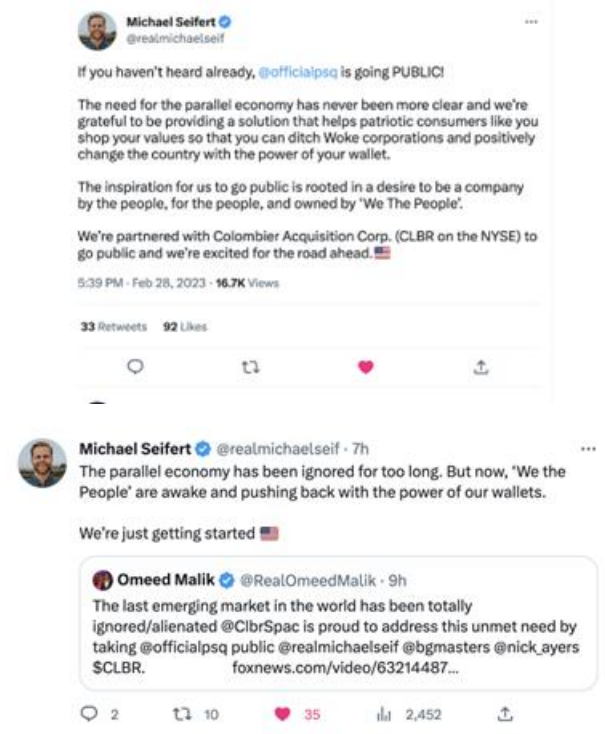 Michael Seifert
@realmichaelseif
If you haven't heard already, @officialpsq is going PUBLIC!
The need for the parallel economy has never been more clear and we're
grateful to be providing a solution that helps patriotic consumers like you
shop your values so that you can ditch Woke corporations and positively
change the country with the power of your wallet.
The inspiration for us to go public is rooted in a desire to be a company
by the people, for the people, and owned by 'We The People'.
We're partnered with Colombier Acquisition Corp. (CLBR on the NYSE) to
go public and we're excited for the road ahead.🇺🇸
5:39 PM · Feb 28, 2023 · 16.7K Views
33 Retweets 92 Likes
Michael Seifert @realmichaelseif · 7h
The parallel economy has been ignored for too long. But now, "We the
People" are awake and pushing back with the power of our wallets.
We're just getting started 🇺🇸
Omeed Malik @RealOmeedMalik · 9h
The last emerging market in the world has been totally
ignored/alienated @ClbrSpac is proud to address this unmet need by
taking @officialpsq public @realmichaelseif @bgmasters @nick_ayers
$CLBR. foxnews.com/video/63214487...
2 10 35 2,452